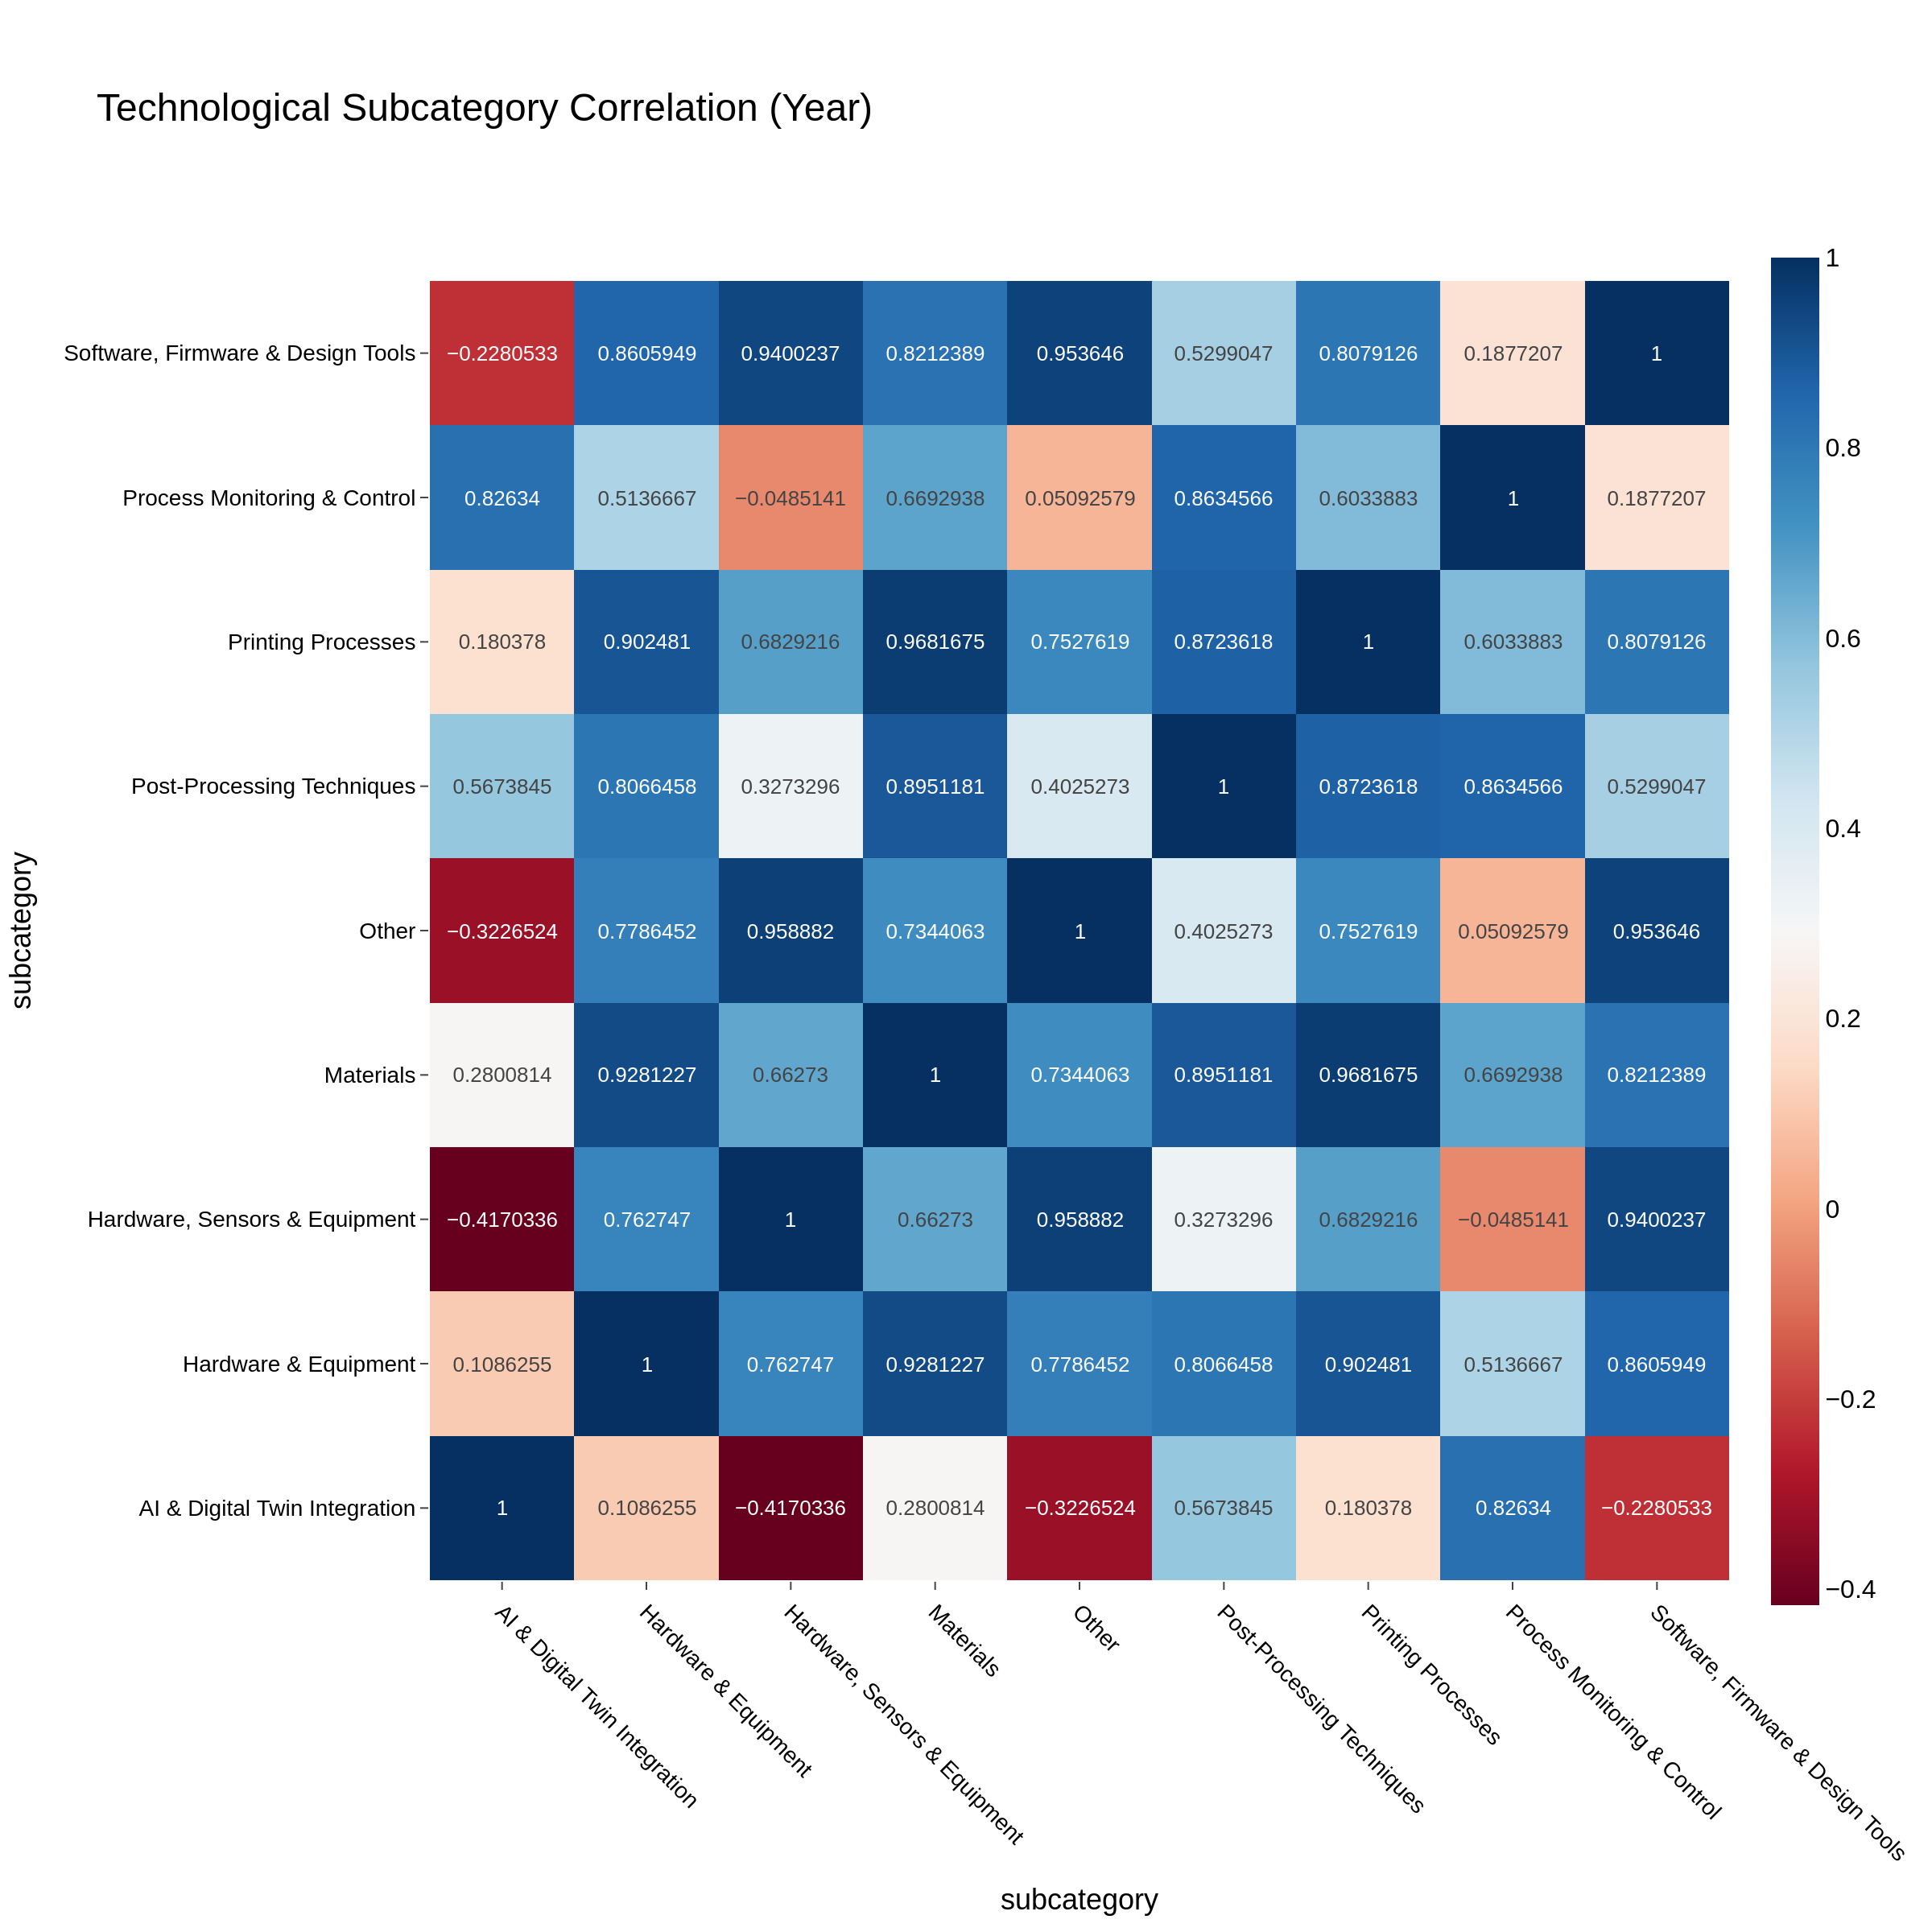 Technological Subcategory Correlation (Year)
1
Software, Firmware & Design Tools −0.2280533 0.8605949 0.9400237 0.8212389 0.953646 0.5299047 0.8079126 0.1877207 1
0.8
Process Monitoring & Control 0.82634 0.5136667 −0.0485141 0.6692938 0.05092579 0.8634566 0.6033883 1 0.1877207
0.6
Printing Processes 0.180378 0.902481 0.6829216 0.9681675 0.7527619 0.8723618 1 0.6033883 0.8079126
Post-Processing Techniques 0.5673845 0.8066458 0.3273296 0.8951181 0.4025273 1 0.8723618 0.8634566 0.5299047
0.4
subcategory
Other −0.3226524 0.7786452 0.958882 0.7344063 1 0.4025273 0.7527619 0.05092579 0.953646
0.2
Materials 0.2800814 0.9281227 0.66273 1 0.7344063 0.8951181 0.9681675 0.6692938 0.8212389
0
Hardware, Sensors & Equipment −0.4170336 0.762747 1 0.66273 0.958882 0.3273296 0.6829216 −0.0485141 0.9400237
Hardware & Equipment 0.1086255 1 0.762747 0.9281227 0.7786452 0.8066458 0.902481 0.5136667 0.8605949
−0.2
AI & Digital Twin Integration 1 0.1086255 −0.4170336 0.2800814 −0.3226524 0.5673845 0.180378 0.82634 −0.2280533
−0.4
AI & Digital Twin Integration
Hardware & Equipment
Hardware, Sensors & Equipment
Materials
Other
Post-Processing Techniques
Printing Processes
Process Monitoring & Control
Software, Firmware & Design Tools
subcategory